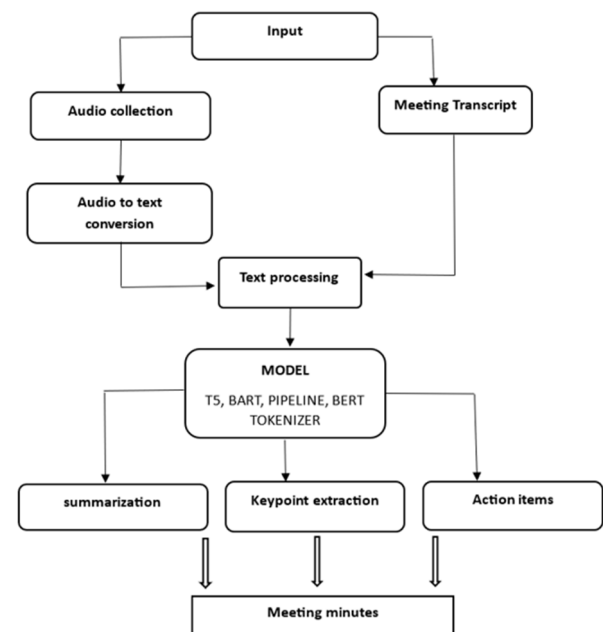 Input
Audio collection
Meeting Transcript
Audio to text
conversion
Text processing
MODEL
T5, BART, PIPELINE, BERT
TOKENIZER
summarization
Keypoint extraction
Action items
Meeting minutes